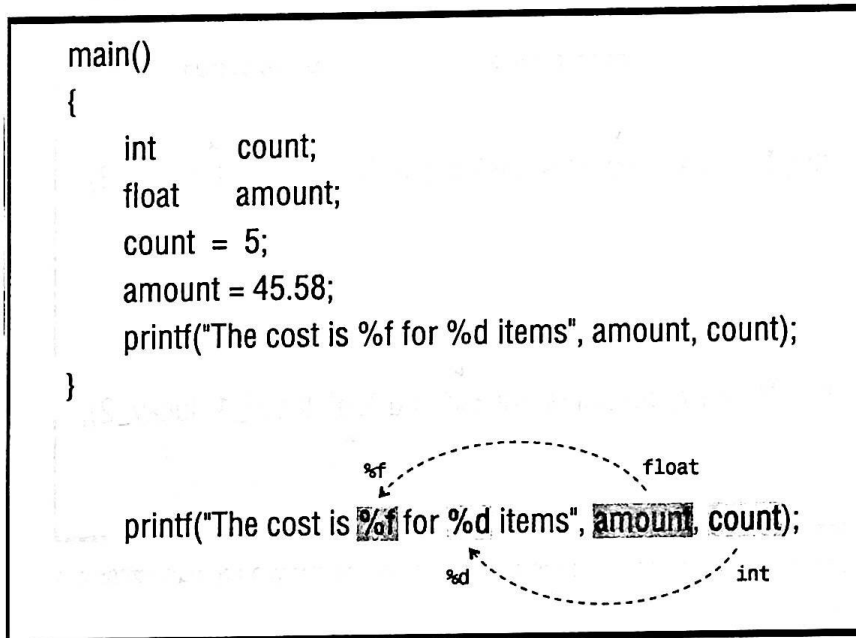 main()
{
int count;
float amount;
count = 5;
amount = 45.58;
printf("The cost is %f for %d items", amount, count);
}
%f float
printf("The cost is %f for %d items", amount, count);
%d int